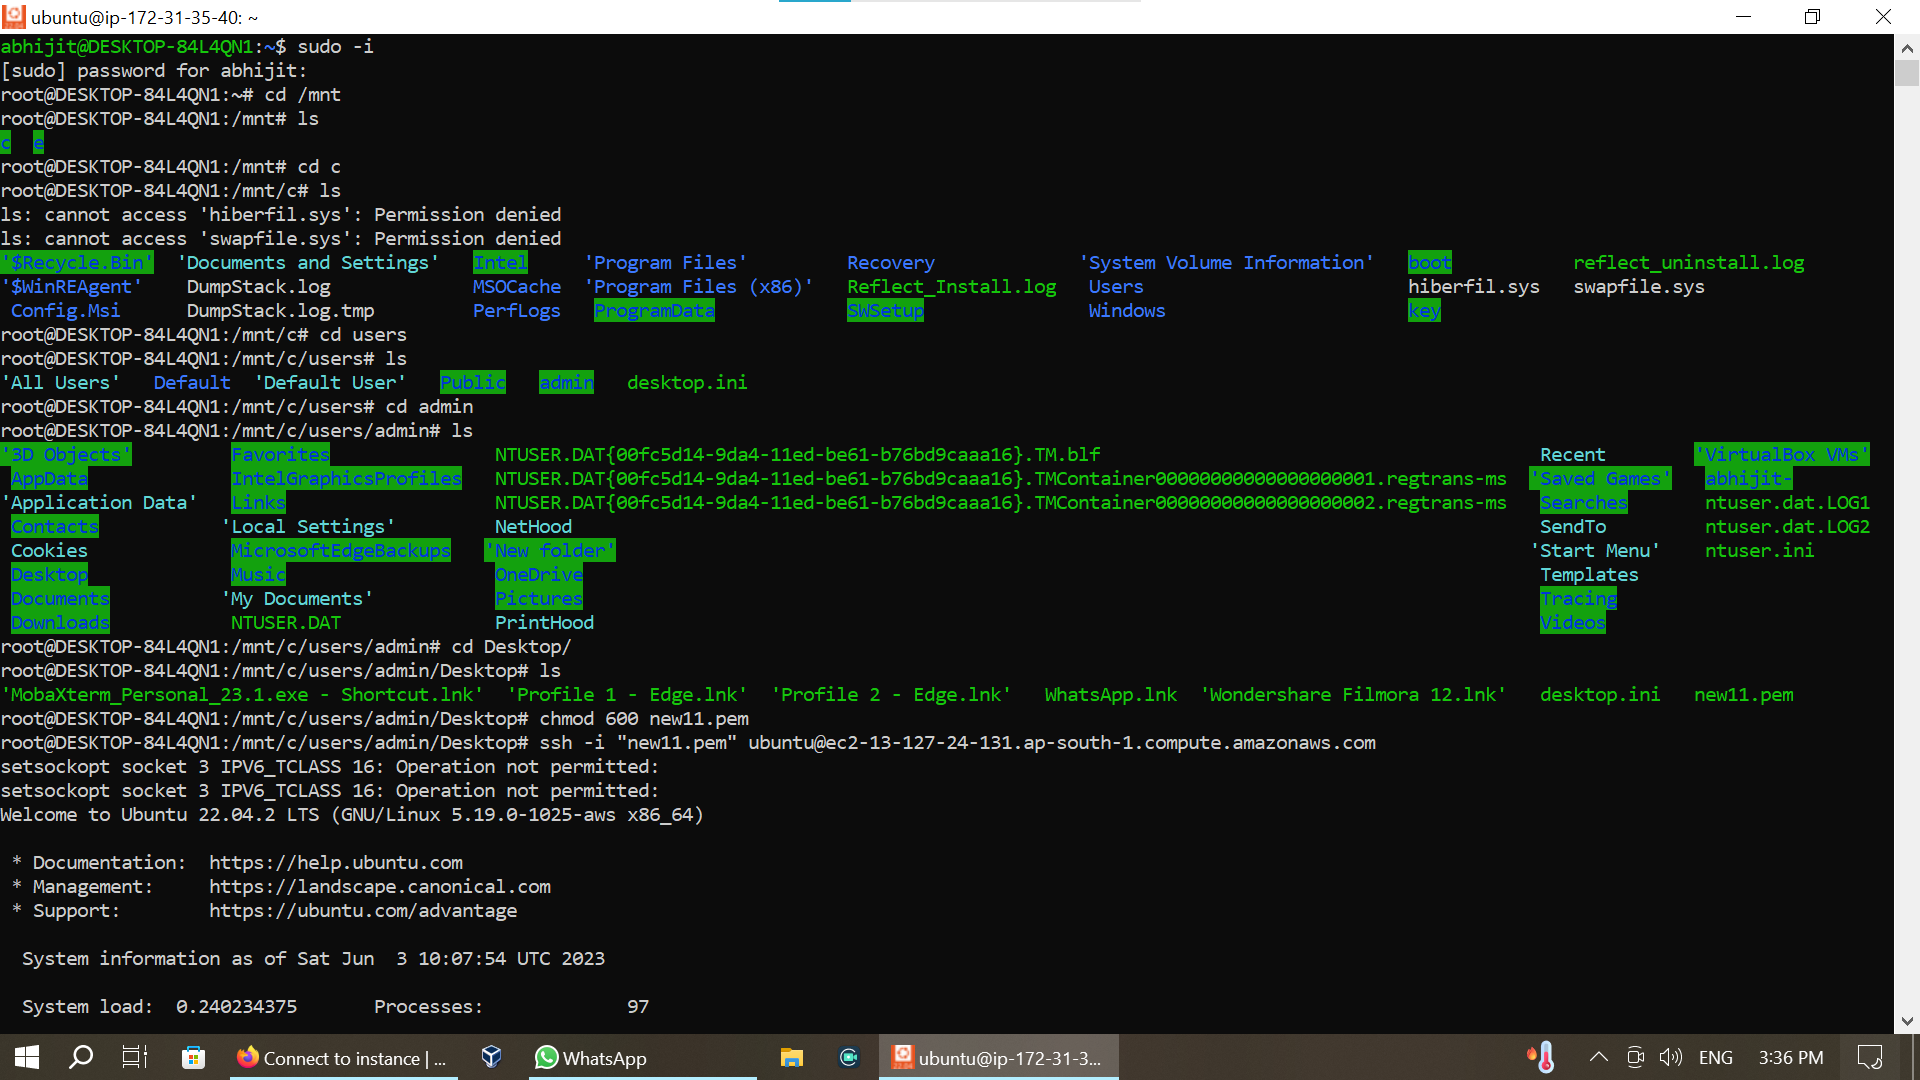 ubuntu@ip-172-31-35-40: ~
abhijit@DESKTOP-84L4QN1:~$ sudo -i
[sudo] password for abhijit:
root@DESKTOP-84L4QN1:~# cd /mnt
root@DESKTOP-84L4QN1:/mnt# ls
c  e
root@DESKTOP-84L4QN1:/mnt# cd c
root@DESKTOP-84L4QN1:/mnt/c# ls
ls: cannot access 'hiberfil.sys': Permission denied
ls: cannot access 'swapfile.sys': Permission denied
'$Recycle.Bin'  'Documents and Settings'  Intel  'Program Files'  Recovery  'System Volume Information'  boot  reflect_uninstall.log
'$WinREAgent'  DumpStack.log  MSOCache  'Program Files (x86)'  Reflect_Install.log  Users  hiberfil.sys  swapfile.sys
Config.Msi  DumpStack.log.tmp  PerfLogs  ProgramData  SWSetup  Windows  key
root@DESKTOP-84L4QN1:/mnt/c# cd users
root@DESKTOP-84L4QN1:/mnt/c/users# ls
'All Users'  Default  'Default User'  Public  admin  desktop.ini
root@DESKTOP-84L4QN1:/mnt/c/users# cd admin
root@DESKTOP-84L4QN1:/mnt/c/users/admin# ls
'3D Objects'  Favorites  NTUSER.DAT{00fc5d14-9da4-11ed-be61-b76bd9caaa16}.TM.blf  Recent  'VirtualBox VMs'
AppData  IntelGraphicsProfiles  NTUSER.DAT{00fc5d14-9da4-11ed-be61-b76bd9caaa16}.TMContainer00000000000000000001.regtrans-ms  'Saved Games'  abhijit-
'Application Data'  Links  NTUSER.DAT{00fc5d14-9da4-11ed-be61-b76bd9caaa16}.TMContainer00000000000000000002.regtrans-ms  Searches  ntuser.dat.LOG1
Contacts  'Local Settings'  NetHood  SendTo  ntuser.dat.LOG2
Cookies  MicrosoftEdgeBackups  'New folder'  'Start Menu'  ntuser.ini
Desktop  Music  OneDrive  Templates
Documents  'My Documents'  Pictures  Tracing
Downloads  NTUSER.DAT  PrintHood  Videos
root@DESKTOP-84L4QN1:/mnt/c/users/admin# cd Desktop/
root@DESKTOP-84L4QN1:/mnt/c/users/admin/Desktop# ls
'MobaXterm_Personal_23.1.exe - Shortcut.lnk'  'Profile 1 - Edge.lnk'  'Profile 2 - Edge.lnk'  WhatsApp.lnk  'Wondershare Filmora 12.lnk'  desktop.ini  new11.pem
root@DESKTOP-84L4QN1:/mnt/c/users/admin/Desktop# chmod 600 new11.pem
root@DESKTOP-84L4QN1:/mnt/c/users/admin/Desktop# ssh -i "new11.pem" ubuntu@ec2-13-127-24-131.ap-south-1.compute.amazonaws.com
setsockopt socket 3 IPV6_TCLASS 16: Operation not permitted:
setsockopt socket 3 IPV6_TCLASS 16: Operation not permitted:
Welcome to Ubuntu 22.04.2 LTS (GNU/Linux 5.19.0-1025-aws x86_64)
* Documentation:  https://help.ubuntu.com
* Management:     https://landscape.canonical.com
* Support:        https://ubuntu.com/advantage
System information as of Sat Jun  3 10:07:54 UTC 2023
System load:  0.240234375       Processes:             97
Connect to instance | ...  WhatsApp  ubuntu@ip-172-31-3...  ENG  3:36 PM